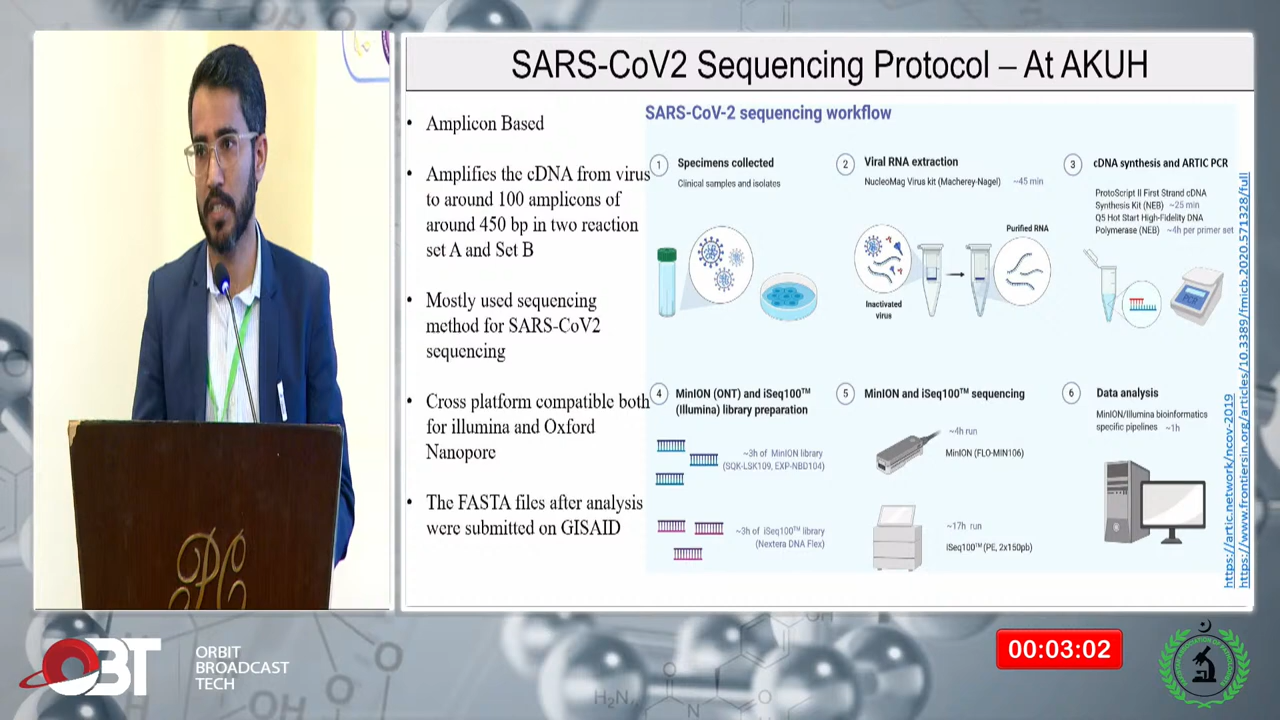 SARS-CoV2 Sequencing Protocol – At AKUH
• Amplicon Based
• Amplifies the cDNA from virus
to around 100 amplicons of
around 450 bp in two reaction
set A and Set B
• Mostly used sequencing
method for SARS-CoV2
sequencing
• Cross platform compatible both
for illumina and Oxford
Nanopore
• The FASTA files after analysis
were submitted on GISAID
SARS-CoV-2 sequencing workflow
1 Specimens collected
Clinical samples and isolates
2 Viral RNA extraction
NucleoMag Virus kit (Macherey-Nagel) ~45 min
Purified RNA
Inactivated
virus
3 cDNA synthesis and ARTIC PCR
ProtoScript II First Strand cDNA
Synthesis Kit (NEB) ~25 min
Q5 Hot Start High-Fidelity DNA
Polymerase (NEB) ~4h per primer set
PCR
4 MinION (ONT) and iSeq100™
(Illumina) library preparation
~3h of MinION library
(SQK-LSK109, EXP-NBD104)
~3h of iSeq100™ library
(Nextera DNA Flex)
5 MinION and iSeq100™ sequencing
~4h run
MinION (FLO-MIN106)
~17h run
iSeq100™ (PE, 2x150pb)
6 Data analysis
MinION/Illumina bioinformatics
specific pipelines ~1h
https://artic.network/ncov-2019
https://www.frontiersin.org/articles/10.3389/fmicb.2020.571328/full
PC
OBT
ORBIT
BROADCAST
TECH
00:03:02
OH
H₂N
N
O
OH